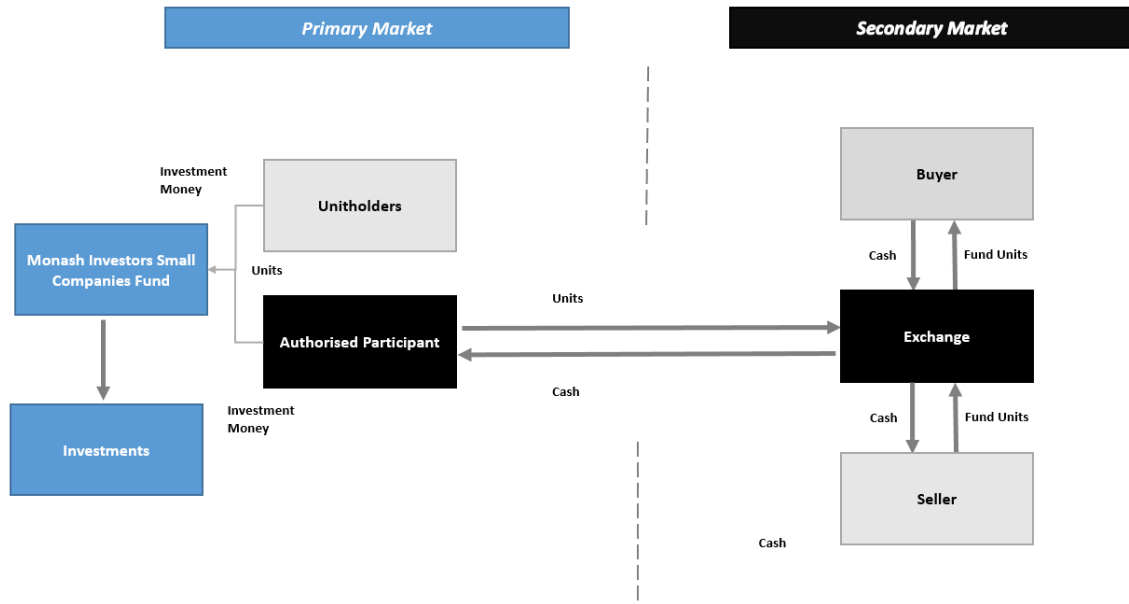 Primary Market
Secondary Market
Investment
Money
Unitholders
Buyer
Monash Investors Small
Companies Fund
Units
Cash
Fund Units
Units
Authorised Participant
Exchange
Cash
Investment
Money
Cash
Fund Units
Investments
Seller
Cash